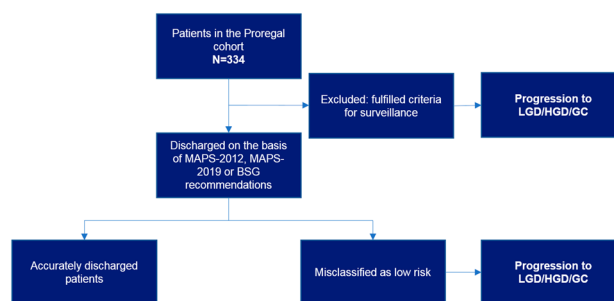 Patients in the Proregal
cohort
N=334
Excluded: fulfilled criteria
for surveillance
Progression to
LGD/HGD/GC
Discharged on the basis
of MAPS-2012, MAPS-
2019 or BSG
recommendations
Accurately discharged
patients
Misclassified as low risk
Progression to
LGD/HGD/GC